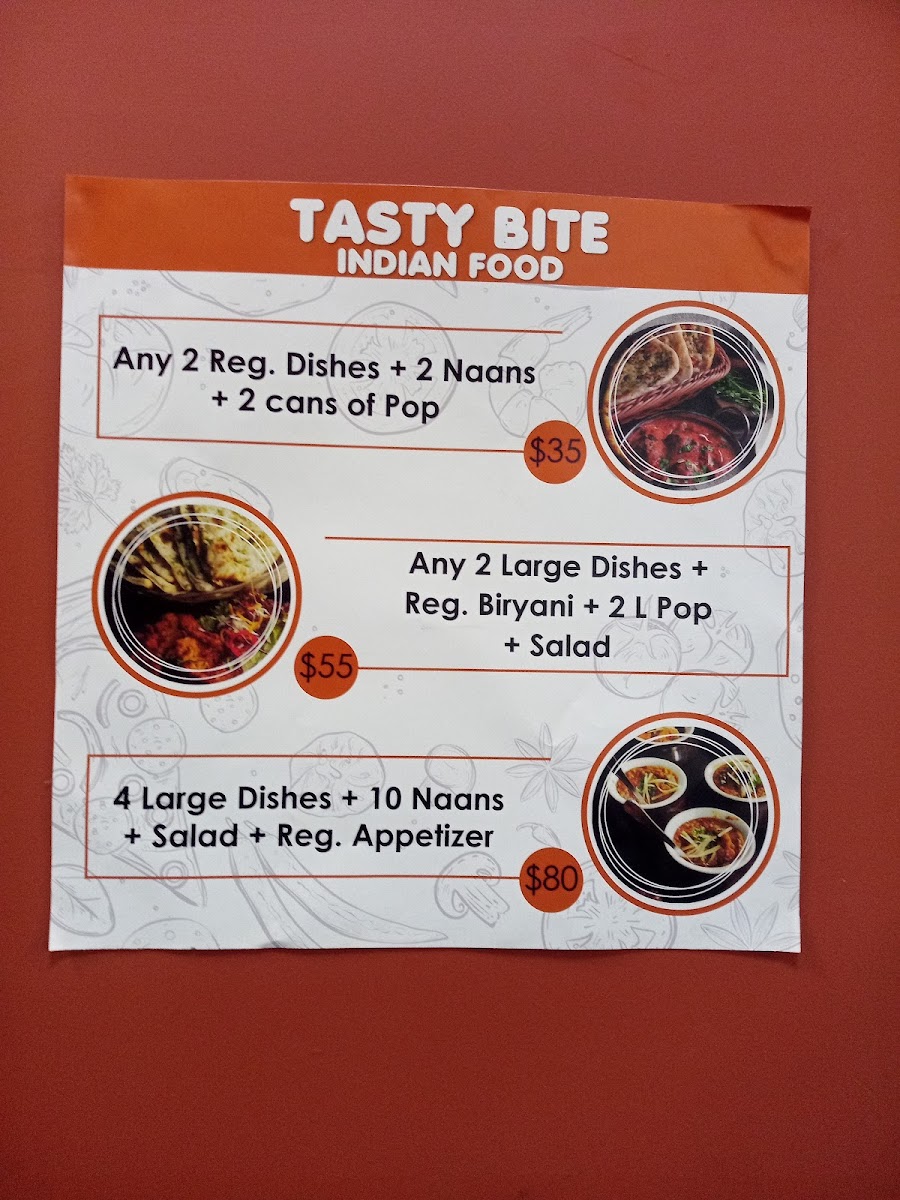 TASTY BITE
INDIAN FOOD
Any 2 Reg. Dishes + 2 Naans
+ 2 cans of Pop
$35
Any 2 Large Dishes +
Reg. Biryani + 2 L Pop
+ Salad
$55
4 Large Dishes + 10 Naans
+ Salad + Reg. Appetizer
$80